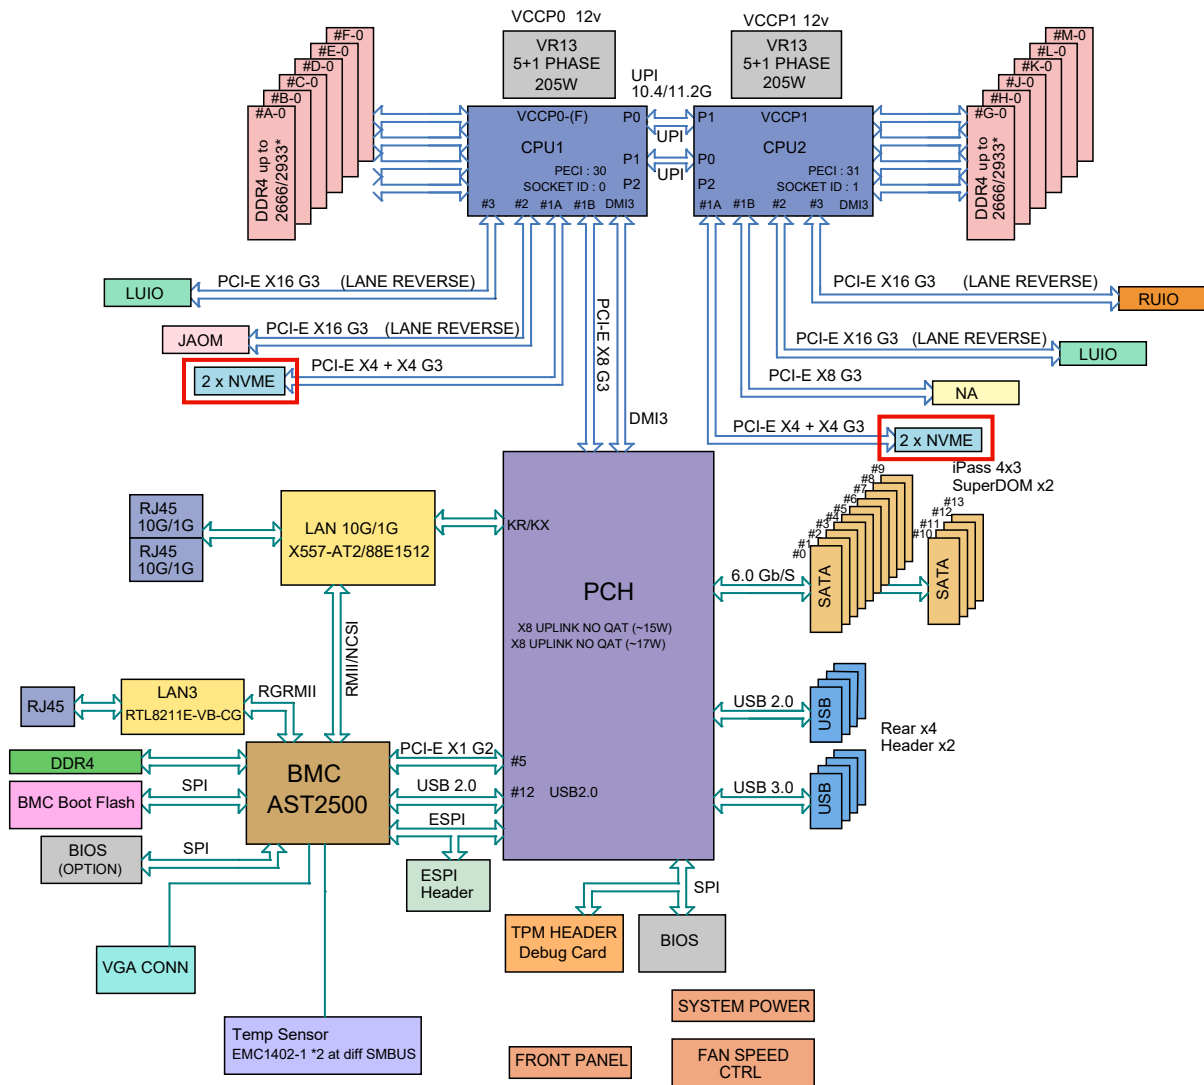 VCCP0 12v
VCCP1 12v
VR13
5+1 PHASE
205W
VR13
5+1 PHASE
205W
#F-0
#E-0
#D-0
#C-0
#B-0
#A-0
DDR4 up to
2666/2933*
UPI
10.4/11.2G
VCCP0-(F)
P0
CPU1
P1
PECI : 30
SOCKET ID : 0
P2
#3
#2
#1A
#1B
DMI3
UPI
UPI
P1
VCCP1
CPU2
P0
PECI : 31
P2
SOCKET ID : 1
#1A
#1B
#2
#3
DMI3
#M-0
#L-0
#K-0
#J-0
#H-0
#G-0
DDR4 up to
2666/2933*
PCI-E X16 G3 (LANE REVERSE)
LUIO
PCI-E X16 G3 (LANE REVERSE)
RUIO
PCI-E X16 G3 (LANE REVERSE)
JAOM
PCI-E X16 G3 (LANE REVERSE)
LUIO
PCI-E X4 + X4 G3
2 x NVME
PCI-E X8 G3
DMI3
PCI-E X8 G3
NA
PCI-E X4 + X4 G3
2 x NVME
iPass 4x3
SuperDOM x2
RJ45
10G/1G
RJ45
10G/1G
LAN 10G/1G
X557-AT2/88E1512
KR/KX
PCH
X8 UPLINK NO QAT (~15W)
X8 UPLINK NO QAT (~17W)
6.0 Gb/S
#9
#8
#7
#6
#5
#4
#3
#2
#1
#0
SATA
#13
#12
#11
#10
SATA
RMII/NCSI
RJ45
LAN3
RTL8211E-VB-CG
RGRMII
USB 2.0
USB
Rear x4
Header x2
USB 3.0
USB
DDR4
BMC Boot Flash
SPI
BIOS
(OPTION)
SPI
BMC
AST2500
PCI-E X1 G2
#5
USB 2.0
#12 USB2.0
ESPI
ESPI
Header
SPI
TPM HEADER
Debug Card
BIOS
VGA CONN
Temp Sensor
EMC1402-1 *2 at diff SMBUS
SYSTEM POWER
FRONT PANEL
FAN SPEED
CTRL